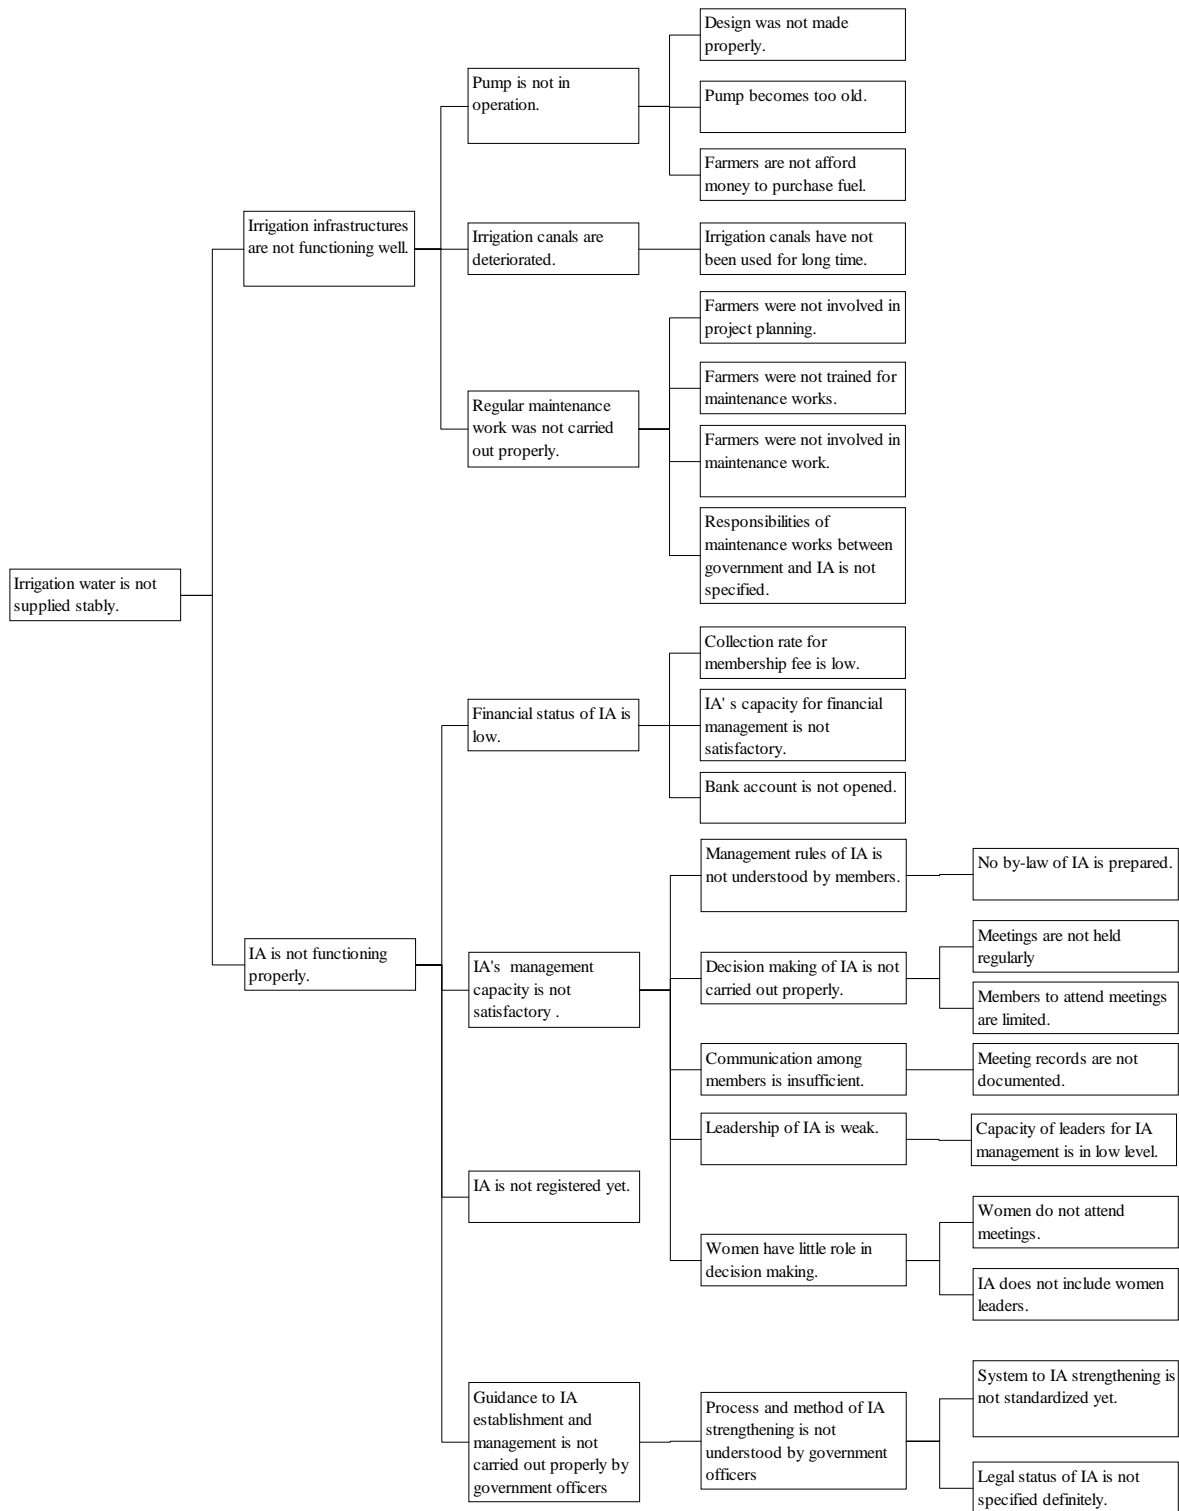 Irrigation water is not
supplied stably.
Irrigation infrastructures
are not functioning well.
Pump is not in
operation.
Design was not made
properly.
Pump becomes too old.
Farmers are not afford
money to purchase fuel.
Irrigation canals are
deteriorated.
Irrigation canals have not
been used for long time.
Regular maintenance
work was not carried
out properly.
Farmers were not involved in
project planning.
Farmers were not trained for
maintenance works.
Farmers were not involved in
maintenance work.
Responsibilities of
maintenance works between
government and IA is not
specified.
IA is not functioning
properly.
Financial status of IA is
low.
Collection rate for
membership fee is low.
IA' s capacity for financial
management is not
satisfactory.
Bank account is not opened.
IA's  management
capacity is not
satisfactory .
Management rules of IA is
not understood by members.
No by-law of IA is prepared.
Decision making of IA is not
carried out properly.
Meetings are not held
regularly
Members to attend meetings
are limited.
Communication among
members is insufficient.
Meeting records are not
documented.
Leadership of IA is weak.
Capacity of leaders for IA
management is in low level.
Women have little role in
decision making.
Women do not attend
meetings.
IA does not include women
leaders.
IA is not registered yet.
Guidance to IA
establishment and
management is not
carried out properly by
government officers
Process and method of IA
strengthening is not
understood by government
officers
System to IA strengthening is
not standardized yet.
Legal status of IA is not
specified definitely.